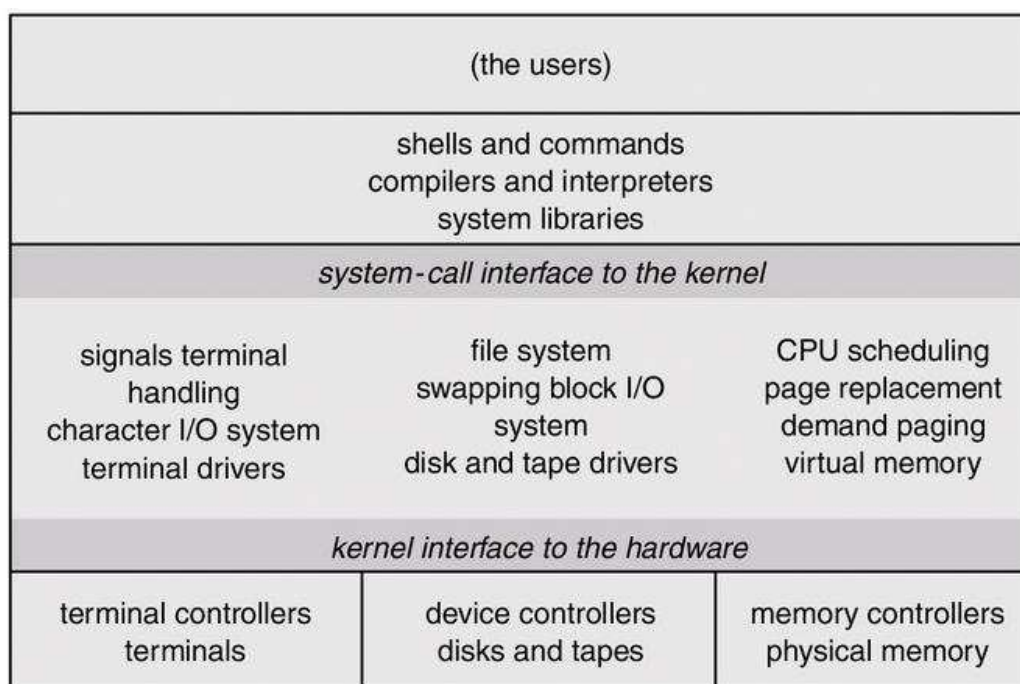 (the users)
shells and commands
compilers and interpreters
system libraries
system-call interface to the kernel
signals terminal
handling
character I/O system
terminal drivers
file system
swapping block I/O
system
disk and tape drivers
CPU scheduling
page replacement
demand paging
virtual memory
kernel interface to the hardware
terminal controllers
terminals
device controllers
disks and tapes
memory controllers
physical memory